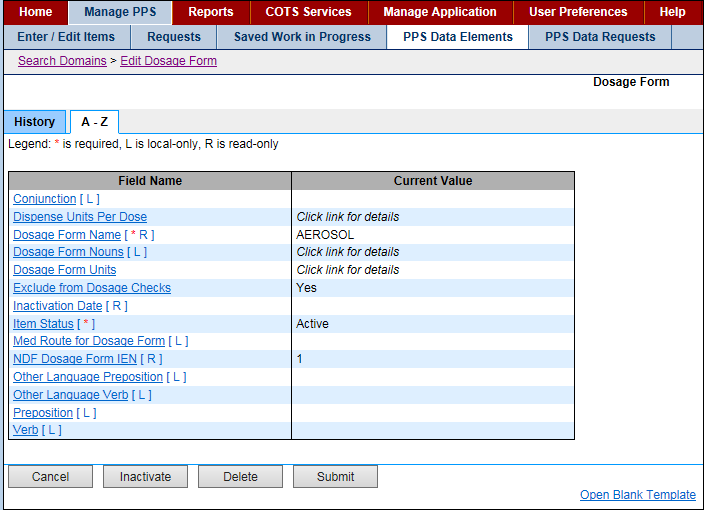 Home Manage PPS Reports COTS Services Manage Application User Preferences Help
Enter / Edit Items Requests Saved Work in Progress PPS Data Elements PPS Data Requests
Search Domains > Edit Dosage Form
Dosage Form
History A - Z
Legend: * is required, L is local-only, R is read-only
Field Name Current Value
Conjunction [ L ]
Dispense Units Per Dose Click link for details
Dosage Form Name [ * R ] AEROSOL
Dosage Form Nouns [ L ] Click link for details
Dosage Form Units Click link for details
Exclude from Dosage Checks Yes
Inactivation Date [ R ]
Item Status [ * ] Active
Med Route for Dosage Form [ L ]
NDF Dosage Form IEN [ R ] 1
Other Language Preposition [ L ]
Other Language Verb [ L ]
Preposition [ L ]
Verb [ L ]
Cancel Inactivate Delete Submit
Open Blank Template